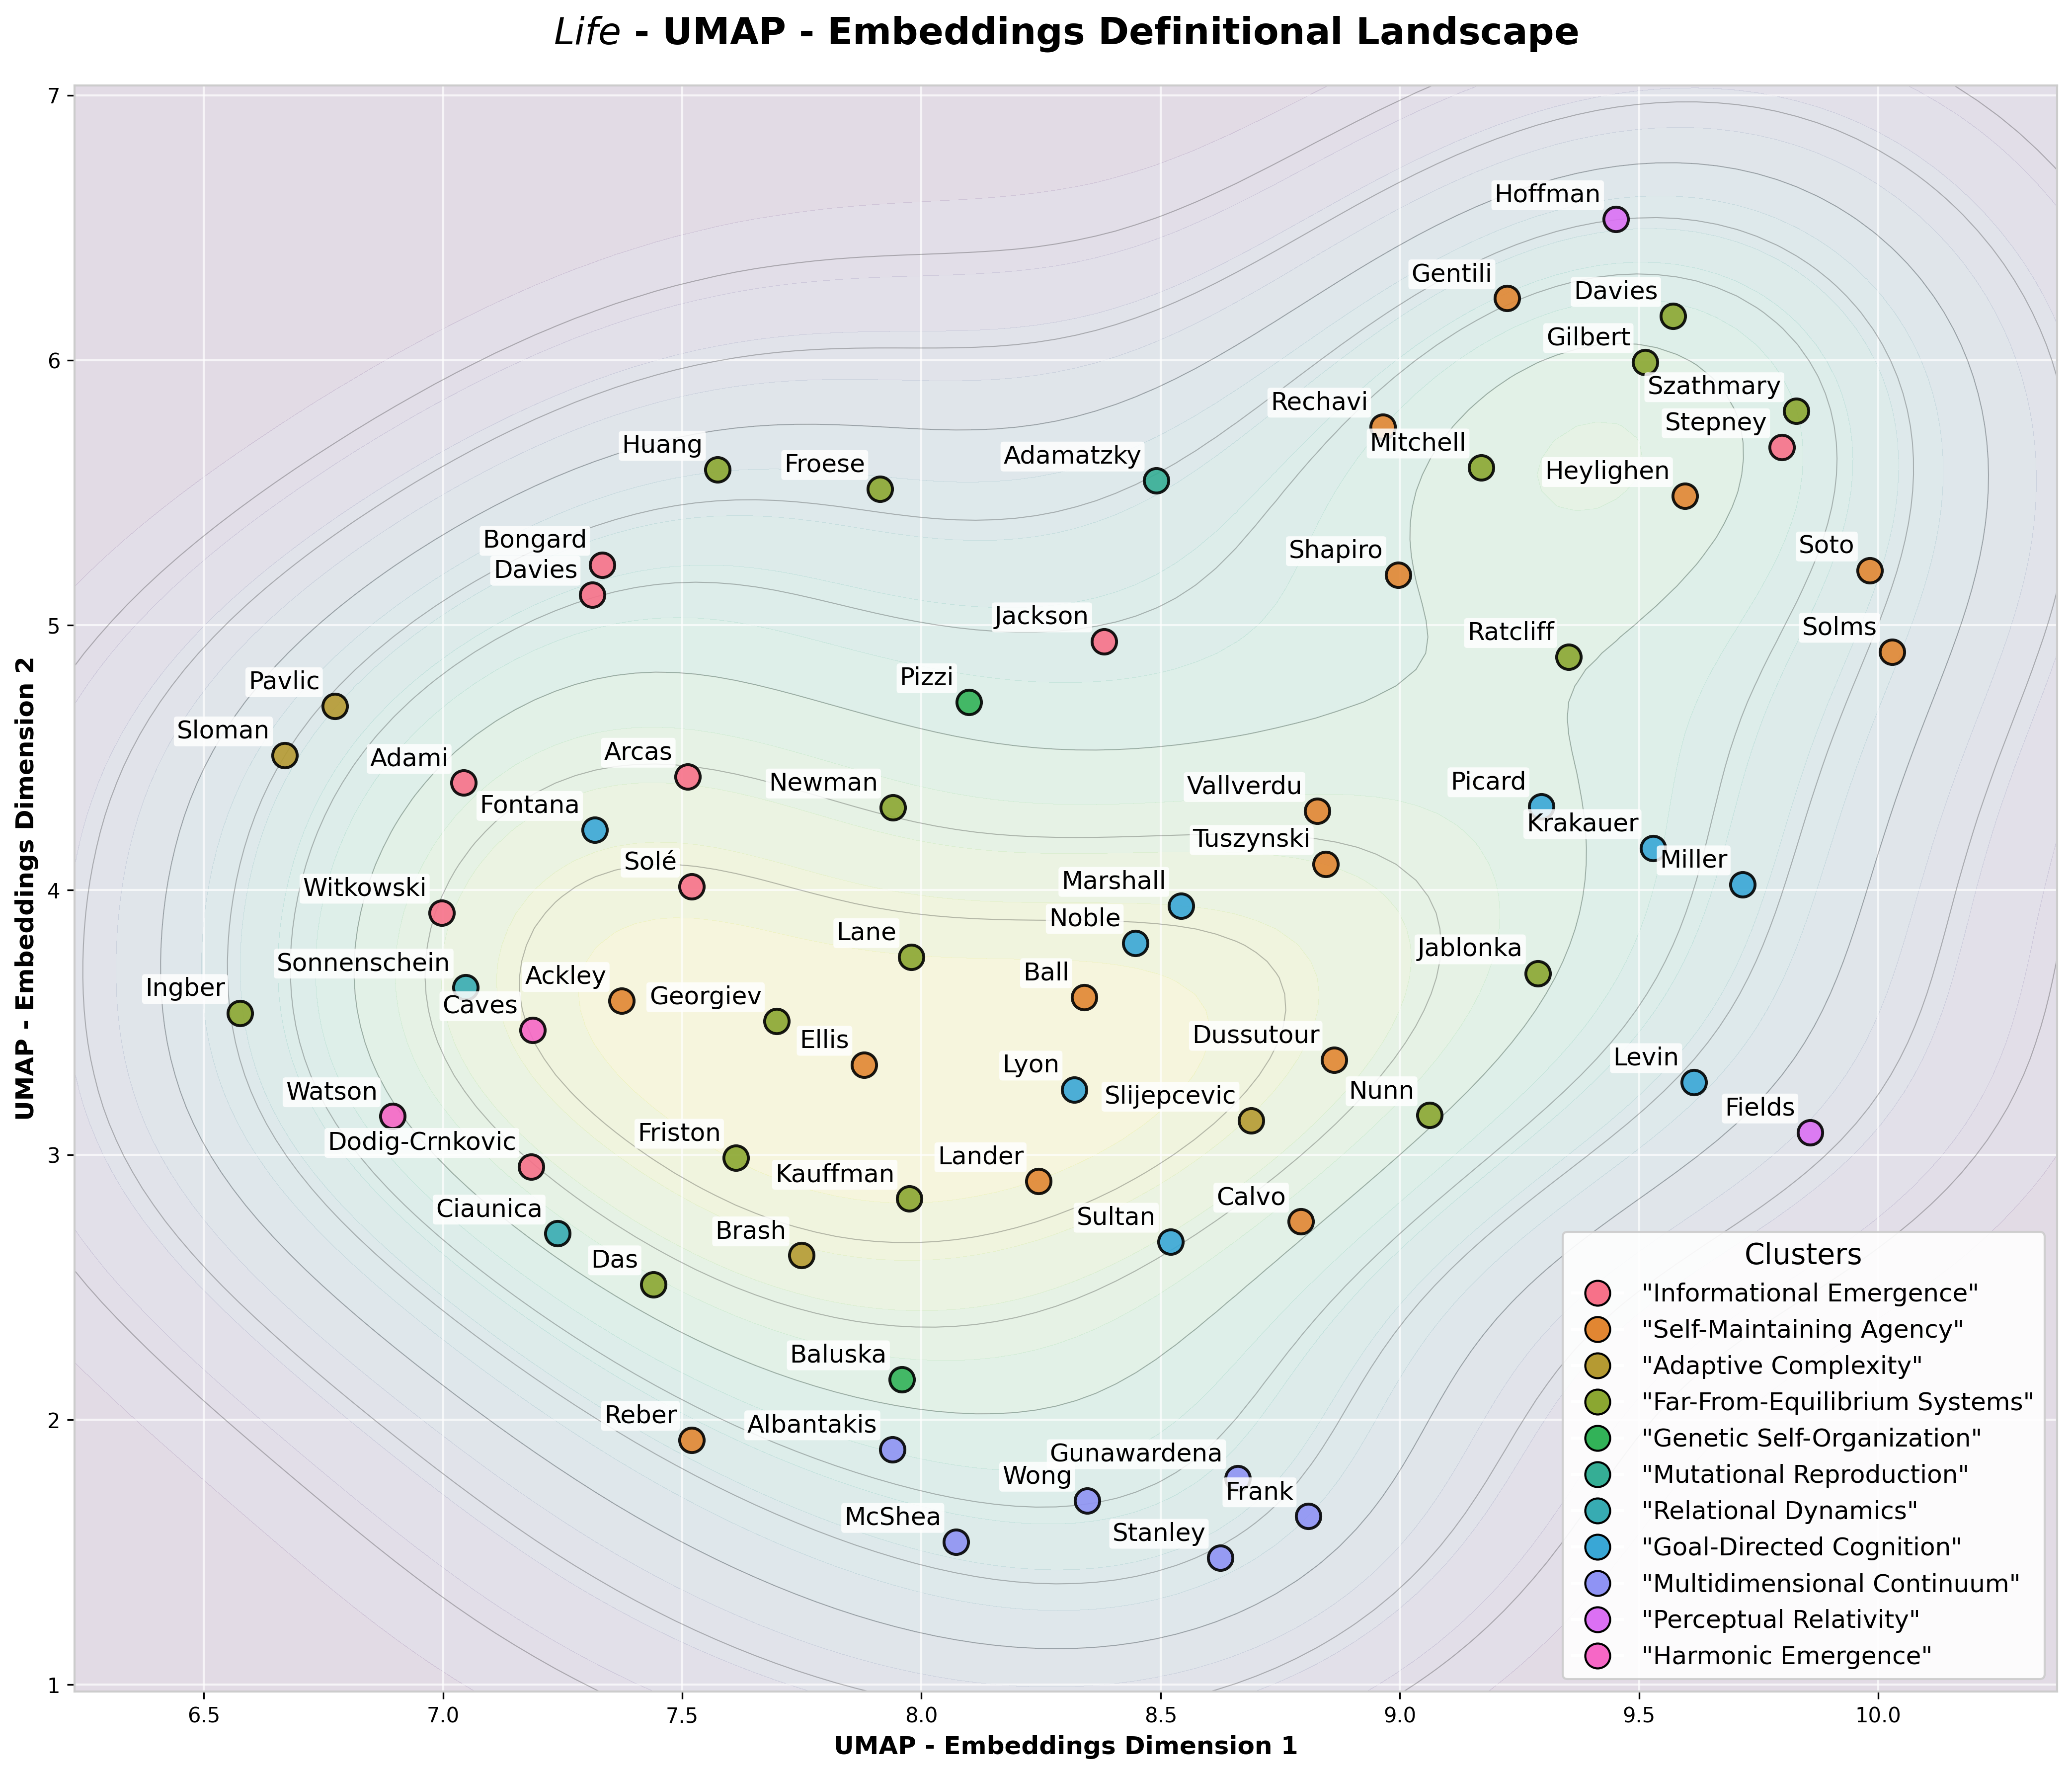 Life - UMAP - Embeddings Definitional Landscape
7
6
5
4
3
2
1
UMAP - Embeddings Dimension 2
Hoffman
Gentili
Davies
Gilbert
Szathmary
Rechavi
Stepney
Mitchell
Huang
Froese
Adamatzky
Heylighen
Bongard
Davies
Shapiro
Soto
Jackson
Ratcliff
Solms
Pizzi
Pavlic
Sloman
Adami
Arcas
Newman
Vallverdu
Picard
Fontana
Krakauer
Tuszynski
Miller
Solé
Witkowski
Marshall
Noble
Lane
Jablonka
Sonnenschein
Ackley
Ball
Ingber
Caves
Georgiev
Ellis
Dussutour
Lyon
Levin
Watson
Slijepcevic
Nunn
Fields
Dodig-Crnkovic
Friston
Lander
Kauffman
Ciaunica
Sultan
Calvo
Brash
Das
Baluska
Reber
Albantakis
Gunawardena
Wong
Frank
McShea
Stanley
Clusters
"Informational Emergence"
"Self-Maintaining Agency"
"Adaptive Complexity"
"Far-From-Equilibrium Systems"
"Genetic Self-Organization"
"Mutational Reproduction"
"Relational Dynamics"
"Goal-Directed Cognition"
"Multidimensional Continuum"
"Perceptual Relativity"
"Harmonic Emergence"
6.5 7.0 7.5 8.0 8.5 9.0 9.5 10.0
UMAP - Embeddings Dimension 1